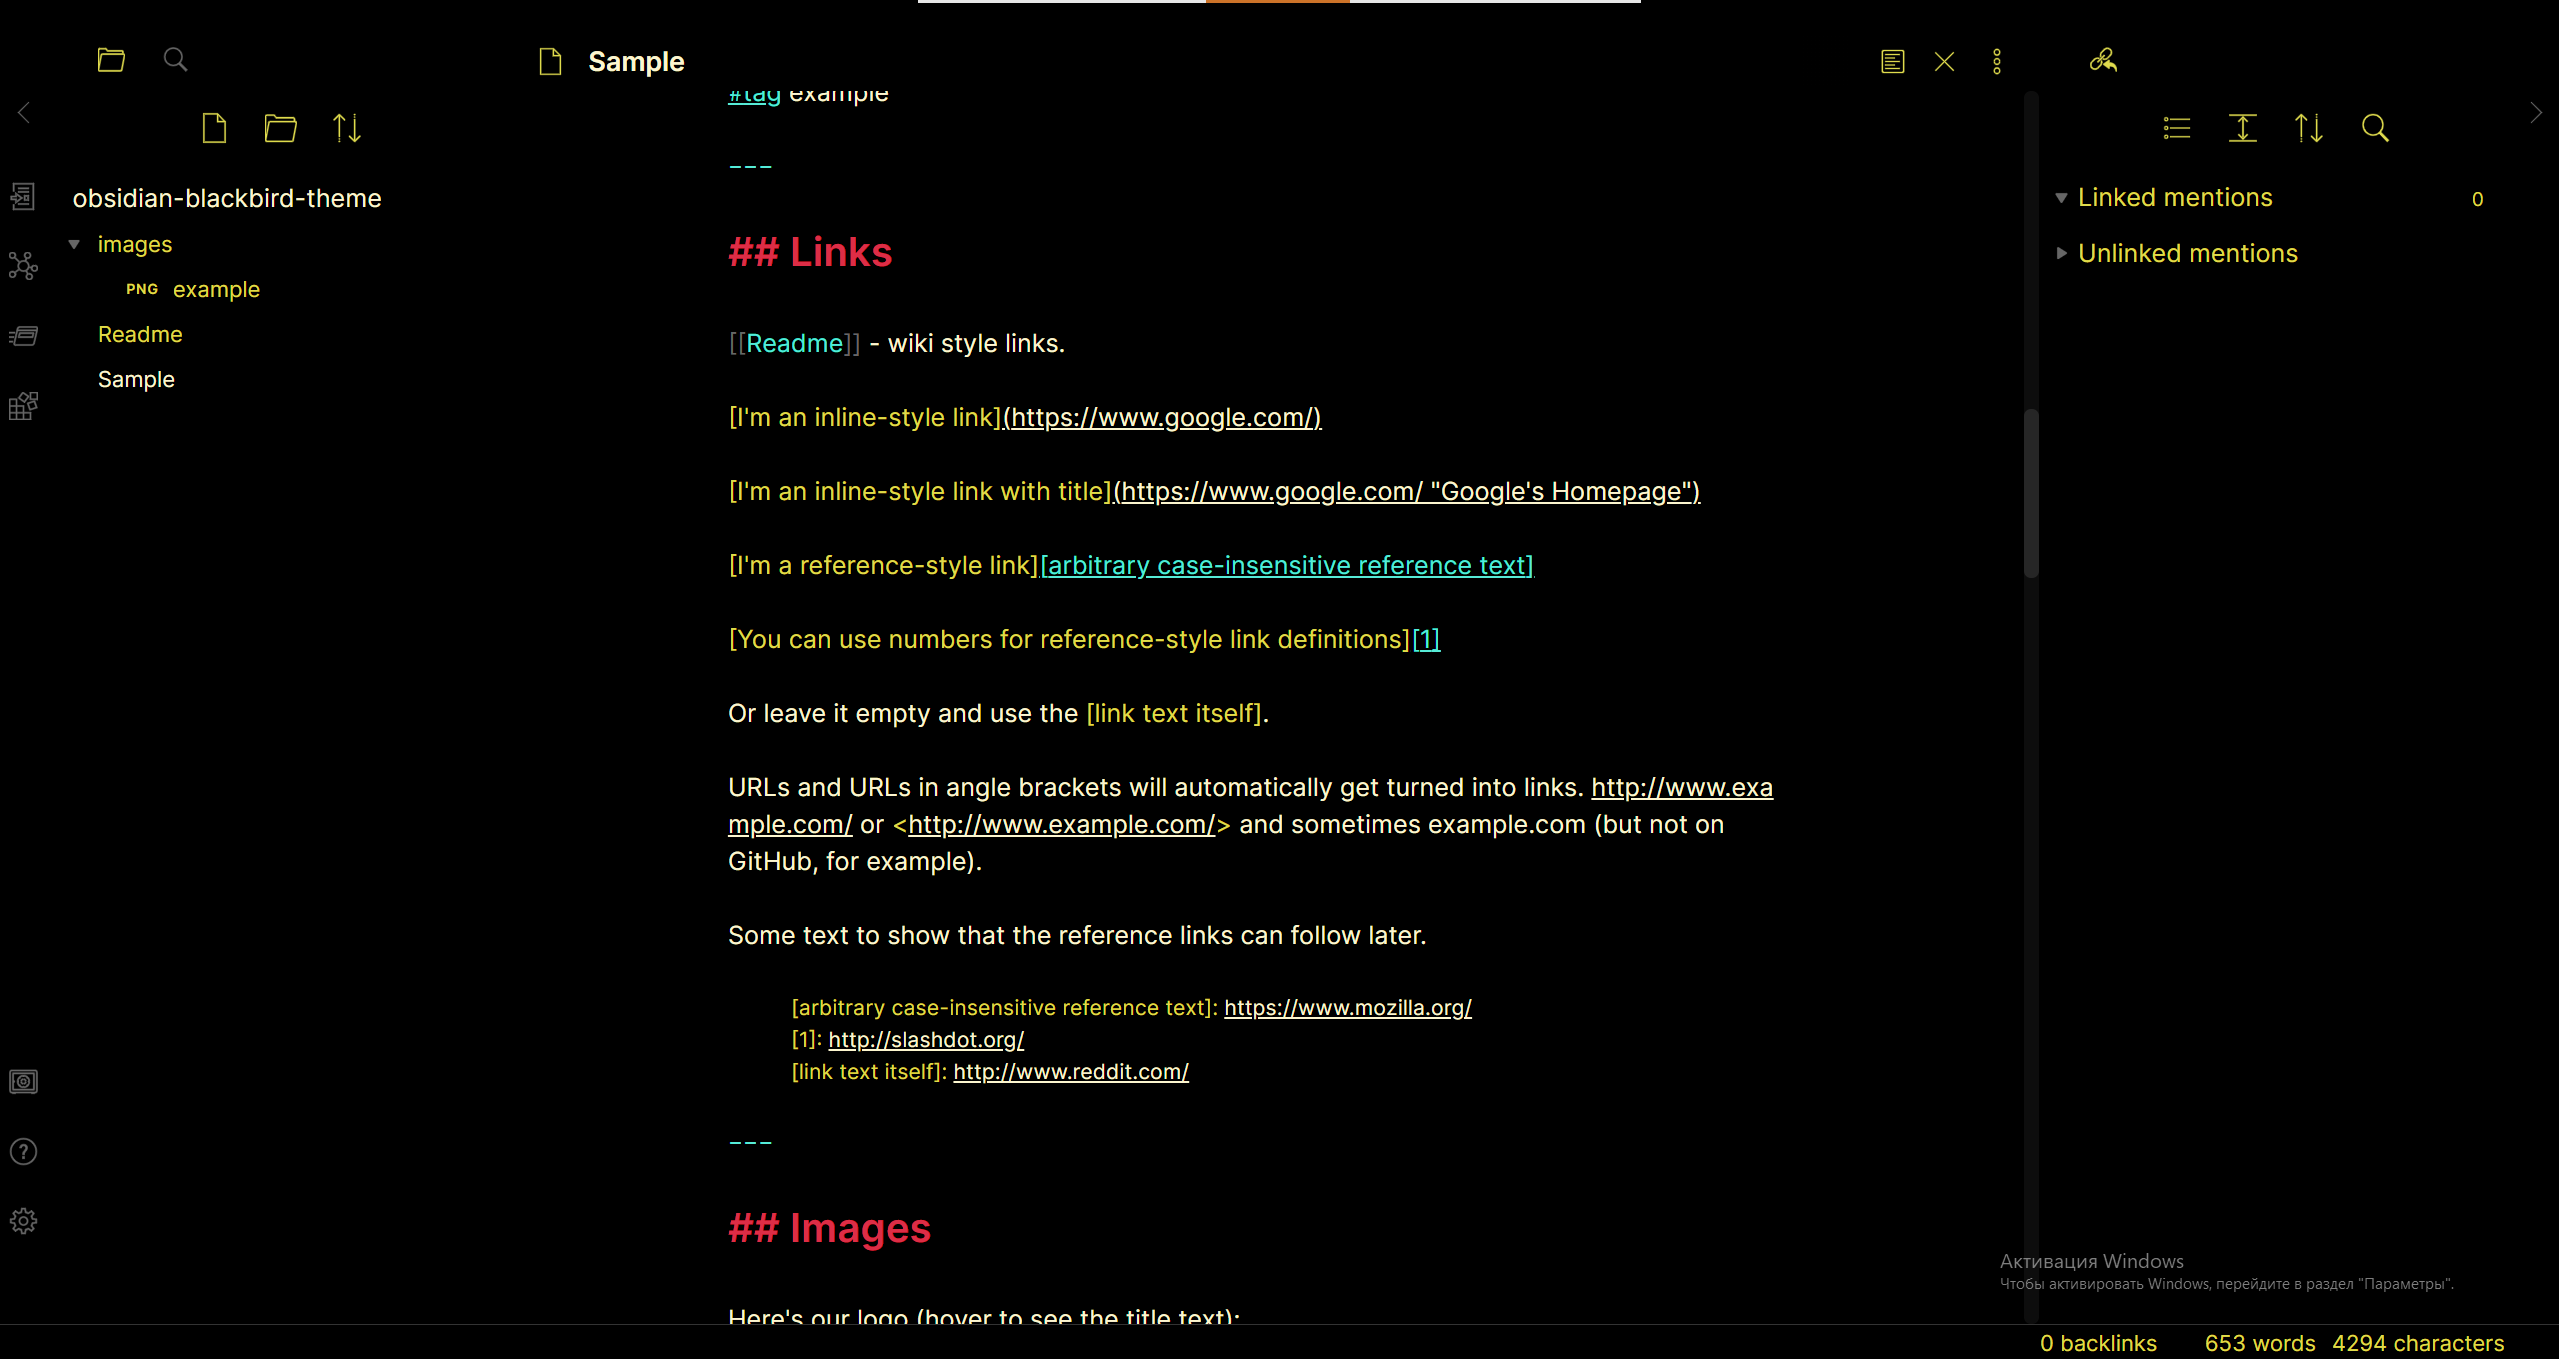 Sample
obsidian-blackbird-theme
images
PNG example
Readme
Sample
#tag example
---
## Links
[[Readme]] - wiki style links.
[I'm an inline-style link](https://www.google.com/)
[I'm an inline-style link with title](https://www.google.com/ "Google's Homepage")
[I'm a reference-style link][arbitrary case-insensitive reference text]
[You can use numbers for reference-style link definitions][1]
Or leave it empty and use the [link text itself].
URLs and URLs in angle brackets will automatically get turned into links. http://www.exa
mple.com/ or <http://www.example.com/> and sometimes example.com (but not on
GitHub, for example).
Some text to show that the reference links can follow later.
[arbitrary case-insensitive reference text]: https://www.mozilla.org/
[1]: http://slashdot.org/
[link text itself]: http://www.reddit.com/
---
## Images
Here's our logo (hover to see the title text):
Linked mentions 0
Unlinked mentions
Активация Windows
Чтобы активировать Windows, перейдите в раздел "Параметры".
0 backlinks 653 words 4294 characters